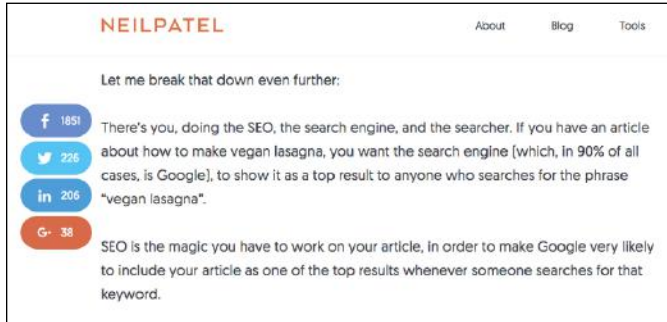 NEILPATEL
About Blog Tools
Let me break that down even further:
f 1851
226
in 206
G- 38
There's you, doing the SEO, the search engine, and the searcher. If you have an article
about how to make vegan lasagna, you want the search engine (which, in 90% of all
cases, is Google), to show it as a top result to anyone who searches for the phrase
"vegan lasagna".
SEO is the magic you have to work on your article, in order to make Google very likely
to include your article as one of the top results whenever someone searches for that
keyword.